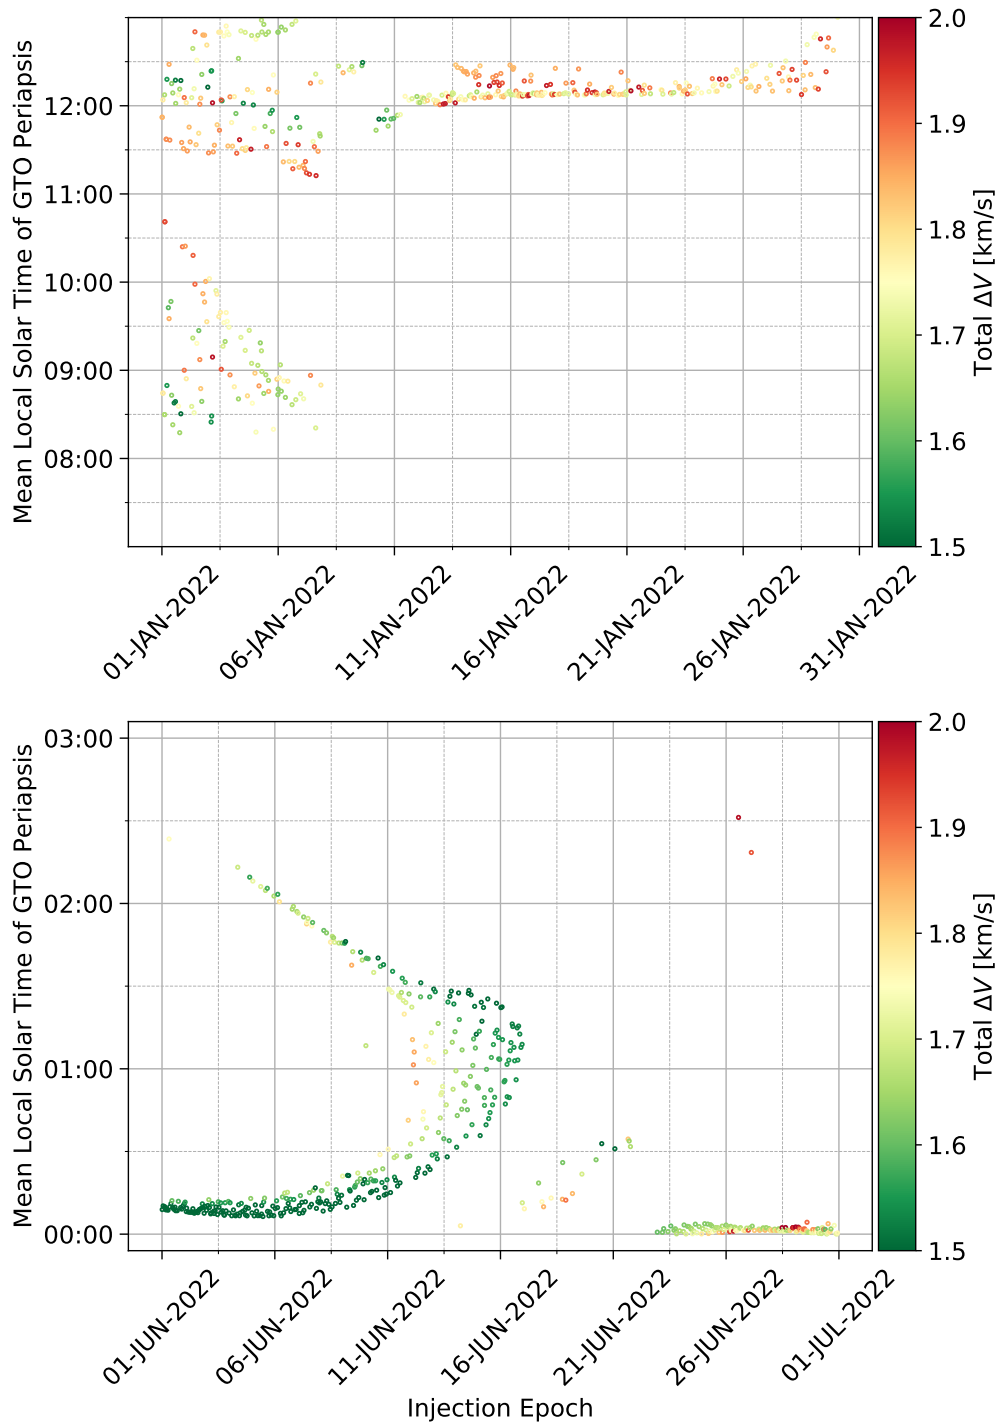 Mean Local Solar Time of GTO Periapsis
12:00
11:00
10:00
09:00
08:00
01-JAN-2022
06-JAN-2022
11-JAN-2022
16-JAN-2022
21-JAN-2022
26-JAN-2022
31-JAN-2022
2.0
1.9
1.8
1.7
1.6
1.5
Total ΔV [km/s]
Mean Local Solar Time of GTO Periapsis
03:00
02:00
01:00
00:00
01-JUN-2022
06-JUN-2022
11-JUN-2022
16-JUN-2022
21-JUN-2022
26-JUN-2022
01-JUL-2022
Injection Epoch
2.0
1.9
1.8
1.7
1.6
1.5
Total ΔV [km/s]